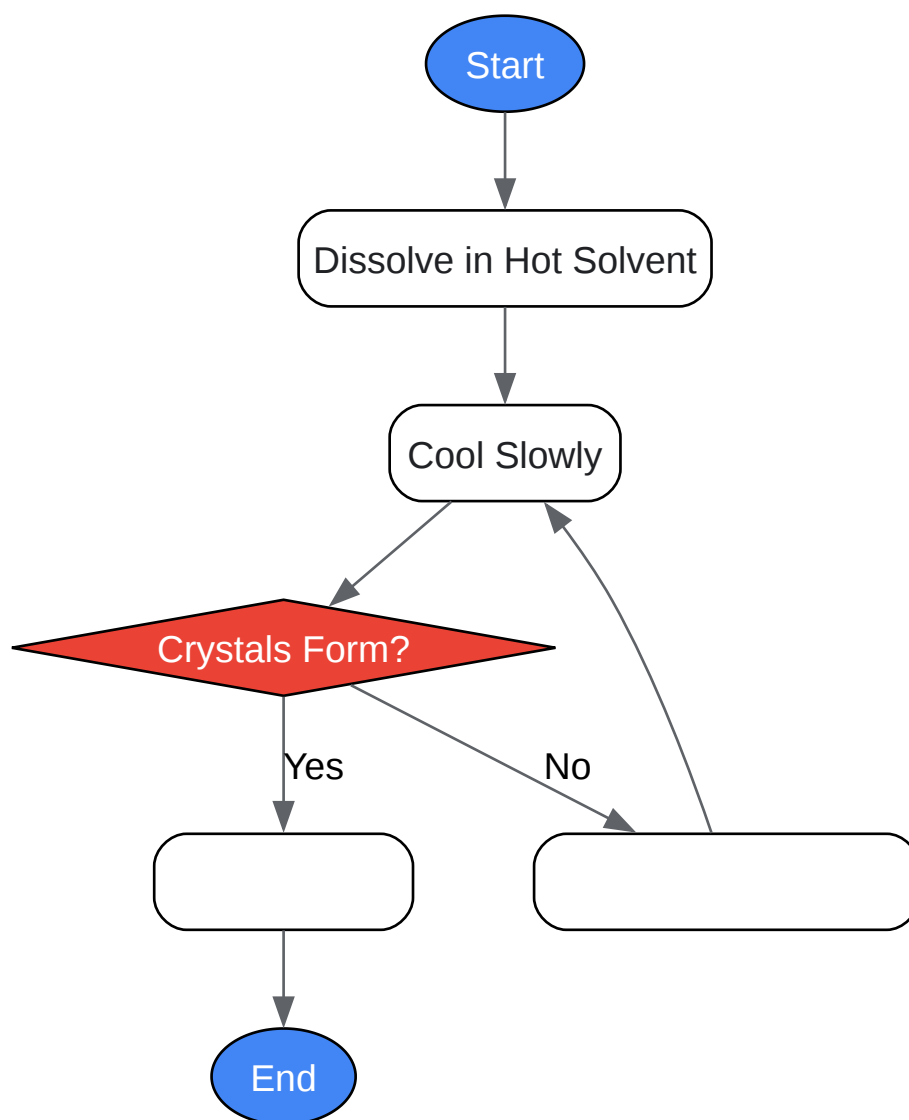 Start
Dissolve in Hot Solvent
Cool Slowly
Crystals Form?
Yes
No
End